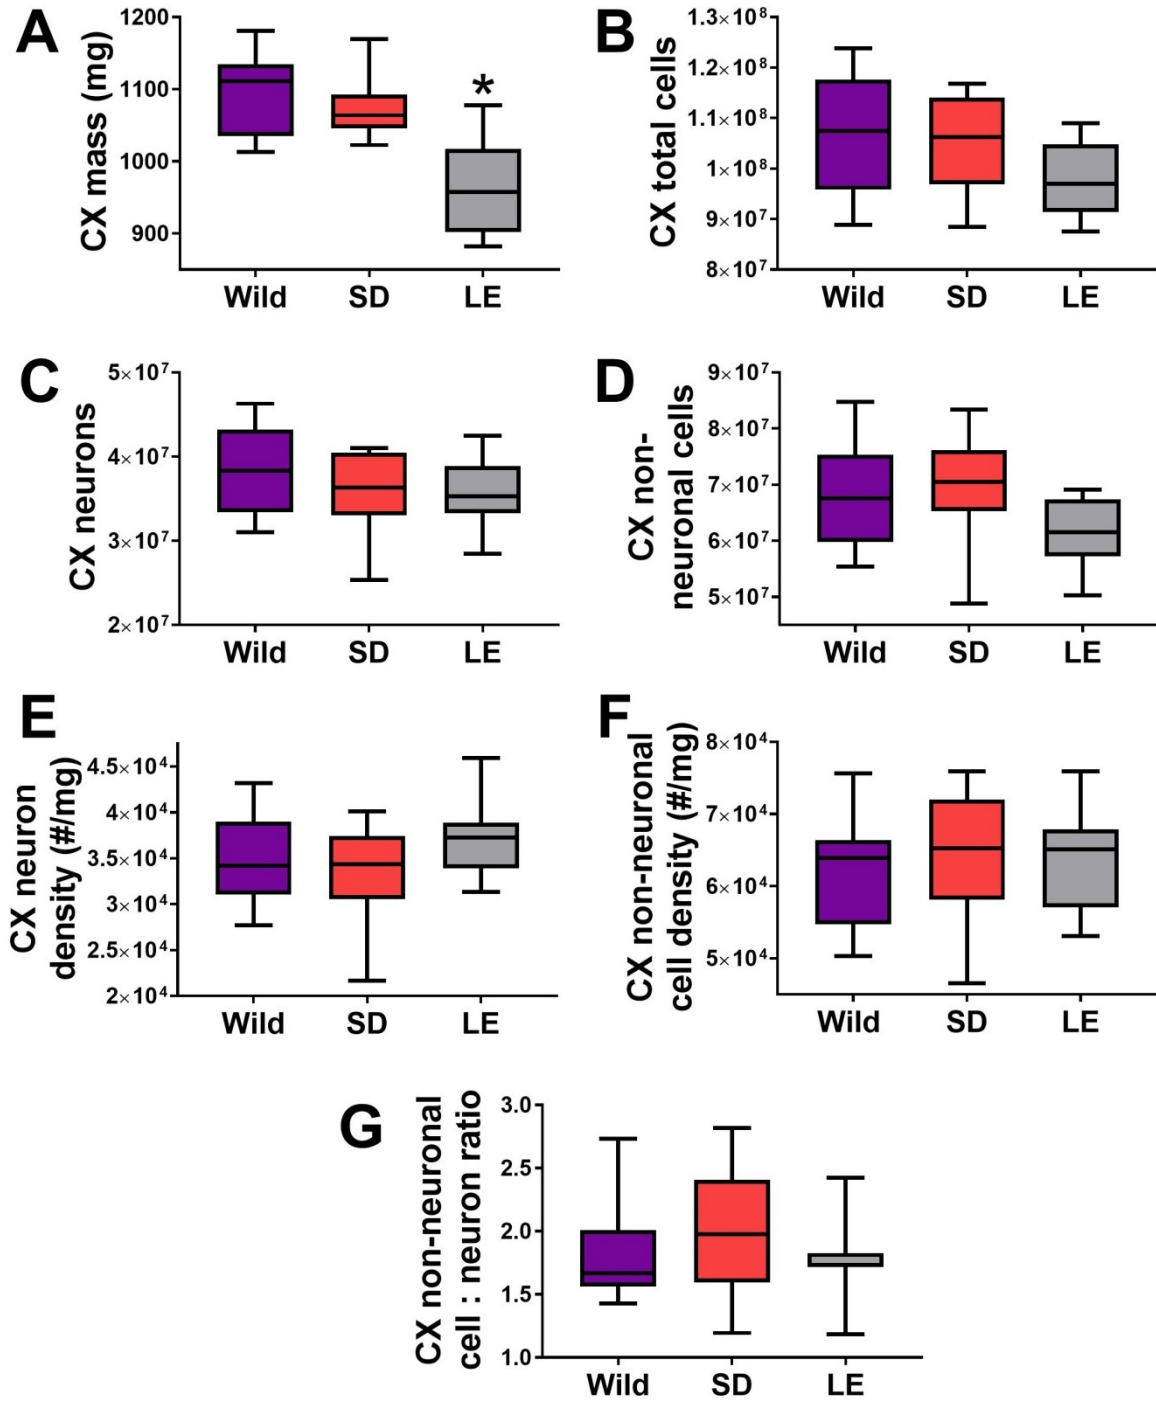 A
CX mass (mg)
1200
1100
1000
900
*
Wild SD LE
B
CX total cells
1.3×10⁸
1.2×10⁸
1.1×10⁸
1×10⁸
9×10⁷
8×10⁷
Wild SD LE
C
CX neurons
5×10⁷
4×10⁷
3×10⁷
2×10⁷
Wild SD LE
D
CX non-
neuronal cells
9×10⁷
8×10⁷
7×10⁷
6×10⁷
5×10⁷
Wild SD LE
E
CX neuron
density (#/mg)
4.5×10⁴
4×10⁴
3.5×10⁴
3×10⁴
2.5×10⁴
2×10⁴
Wild SD LE
F
CX non-neuronal
cell density (#/mg)
8×10⁴
7×10⁴
6×10⁴
5×10⁴
Wild SD LE
G
CX non-neuronal
cell : neuron ratio
3.0
2.5
2.0
1.5
1.0
Wild SD LE